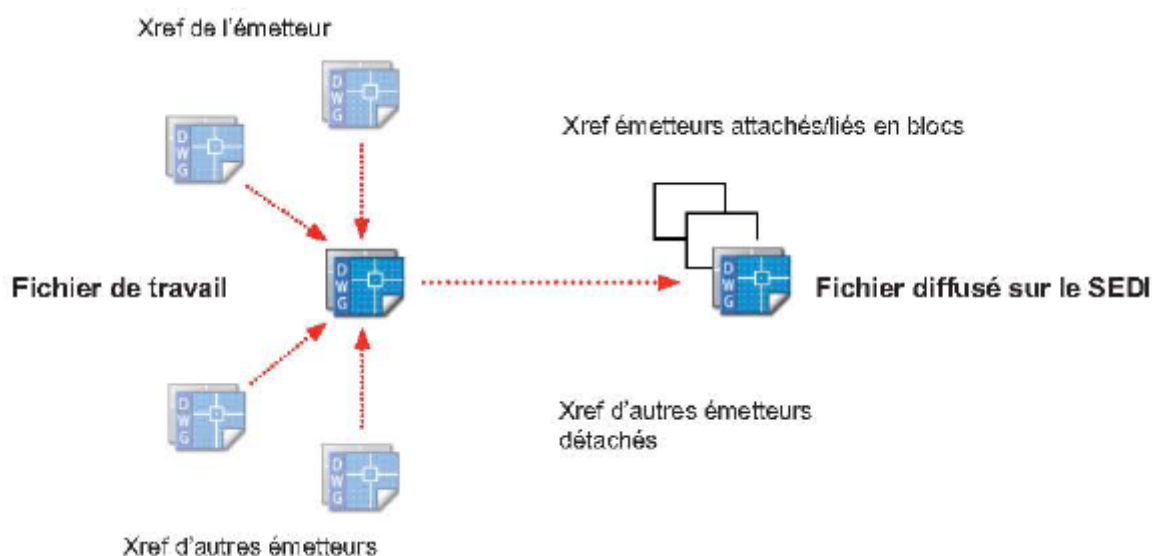 Xref de l'émetteur
D
W
G
D
W
G
Xref émetteurs attachés/liés en blocs
Fichier de travail
D
W
G
D
W
G
Fichier diffusé sur le SEDI
D
W
G
Xref d'autres émetteurs
détachés
D
W
G
Xref d'autres émetteurs